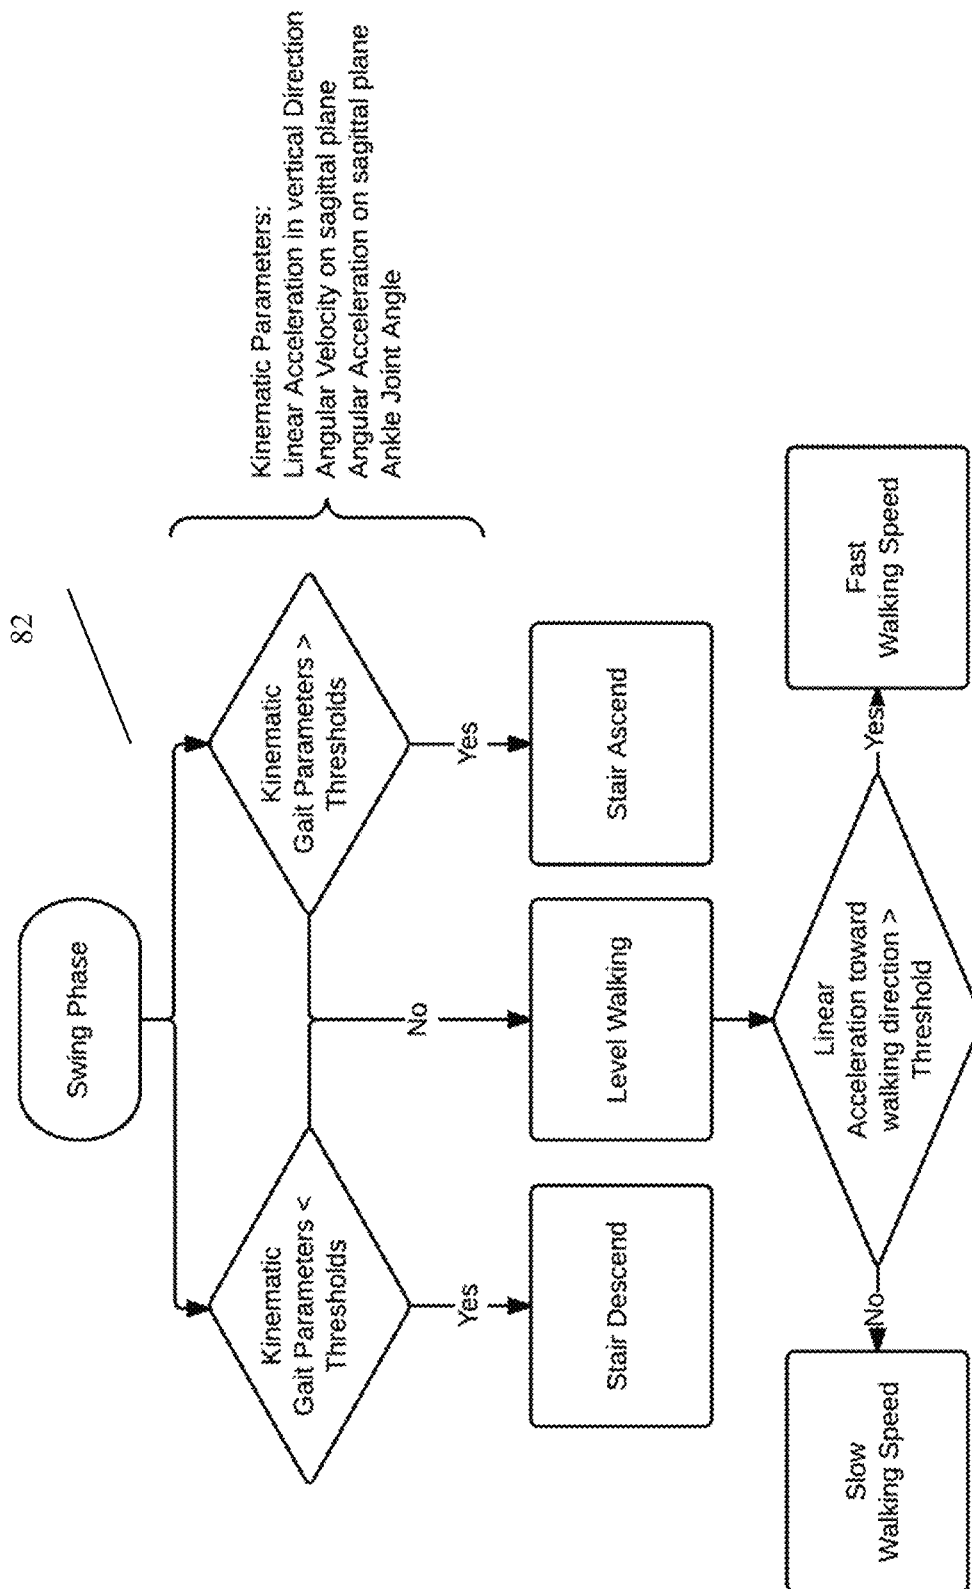 82
Swing Phase
Kinematic
Gait Parameters <
Thresholds
Kinematic
Gait Parameters >
Thresholds
Kinematic Parameters:
Linear Acceleration in vertical Direction
Angular Velocity on sagittal plane
Angular Acceleration on sagittal plane
Ankle Joint Angle
Yes
No
Yes
Stair Descend
Level Walking
Stair Ascend
Linear
Acceleration toward
walking direction >
Threshold
No
Yes
Slow
Walking Speed
Fast
Walking Speed